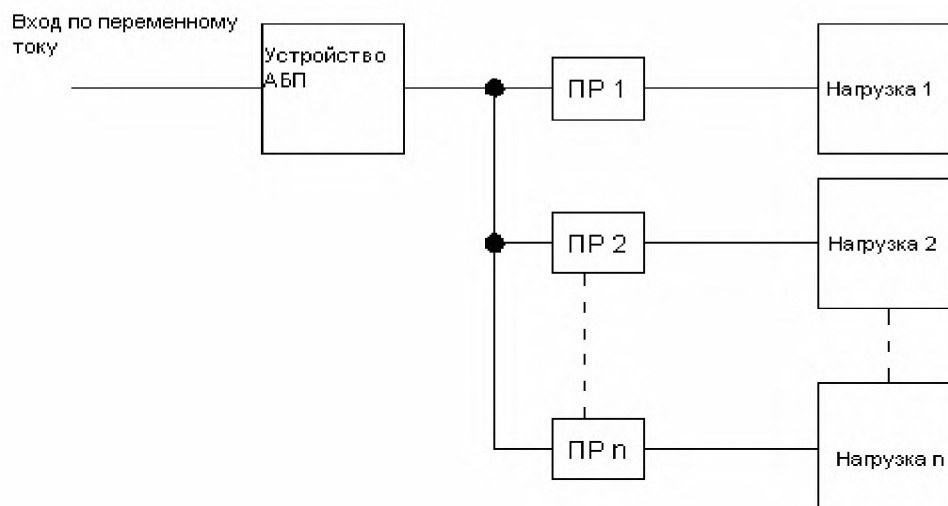 Вход по переменному
току
Устройство
АБП
ПР 1
Нагрузка 1
ПР 2
Нагрузка 2
ПР n
Нагрузка n